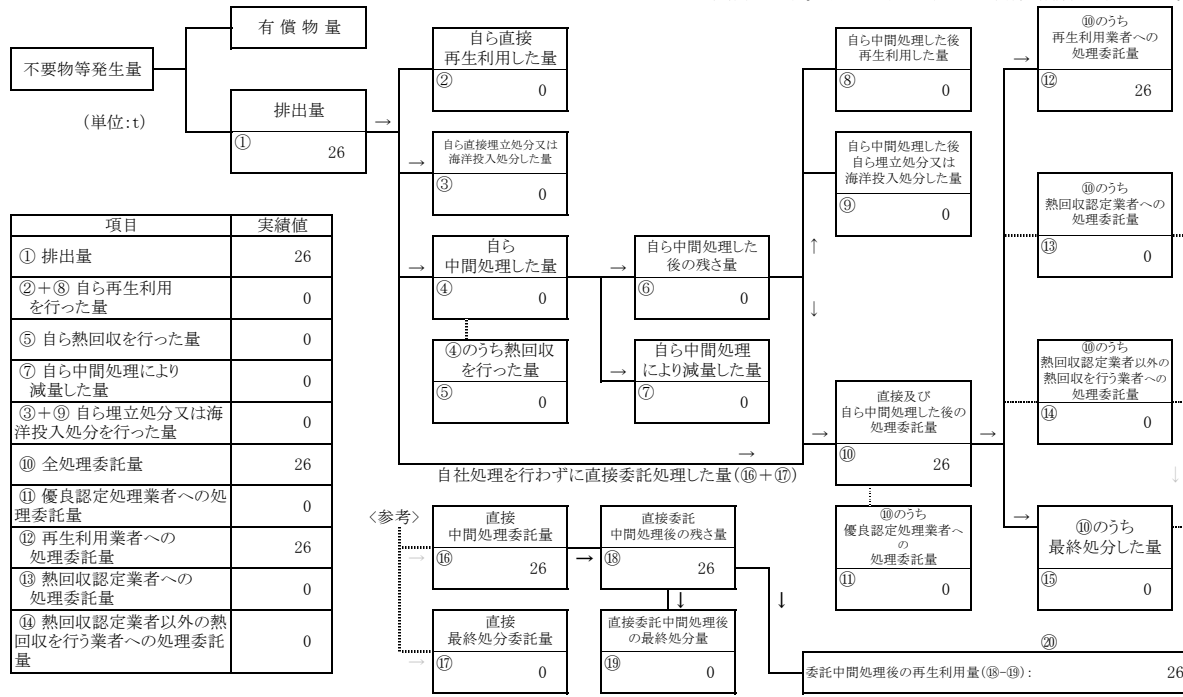 不要物等発生量
(単位:t)
有 償 物 量
排出量
①
26
→
自ら直接
再生利用した量
②
0
→
自ら直接埋立処分又は
海洋投入処分した量
③
0
→
自ら
中間処理した量
④
0
④のうち熱回収
を行った量
⑤
0
→
自ら中間処理した
後の残さ量
⑥
0
→
自ら中間処理
により減量した量
⑦
0
自ら中間処理した後
再生利用した量
⑧
0
自ら中間処理した後
自ら埋立処分又は
海洋投入処分した量
⑨
0
↑
↓
→
自社処理を行わずに直接委託処理した量(⑯+⑰)
→
直接及び
自ら中間処理した後の
処理委託量
⑩
26
→
⑩のうち
優良認定処理業者へ
の
処理委託量
⑪
0
→
⑩のうち
再生利用業者への
処理委託量
⑫
26
⑩のうち
熱回収認定業者への
処理委託量
⑬
0
⑩のうち
熱回収認定業者以外の
熱回収を行う業者への
処理委託量
⑭
0
↓
→
⑩のうち
最終処分した量
⑮
0
項目 実績値
① 排出量 26
②+⑧ 自ら再生利用
を行った量 0
⑤ 自ら熱回収を行った量 0
⑦ 自ら中間処理により
減量した量 0
③+⑨ 自ら埋立処分又は海
洋投入処分を行った量 0
⑩ 全処理委託量 26
⑪ 優良認定処理業者への処
理委託量 0
⑫ 再生利用業者への
処理委託量 26
⑬ 熱回収認定業者への
処理委託量 0
⑭ 熱回収認定業者以外の熱
回収を行う業者への処理委託
量 0
<参考>
→
直接
中間処理委託量
⑯
26
→
直接委託
中間処理後の残さ量
⑱
26
→
直接
最終処分委託量
⑰
0
↓
直接委託中間処理後
の最終処分量
⑲
0
↓
⑳
委託中間処理後の再生利用量(⑱-⑲): 26